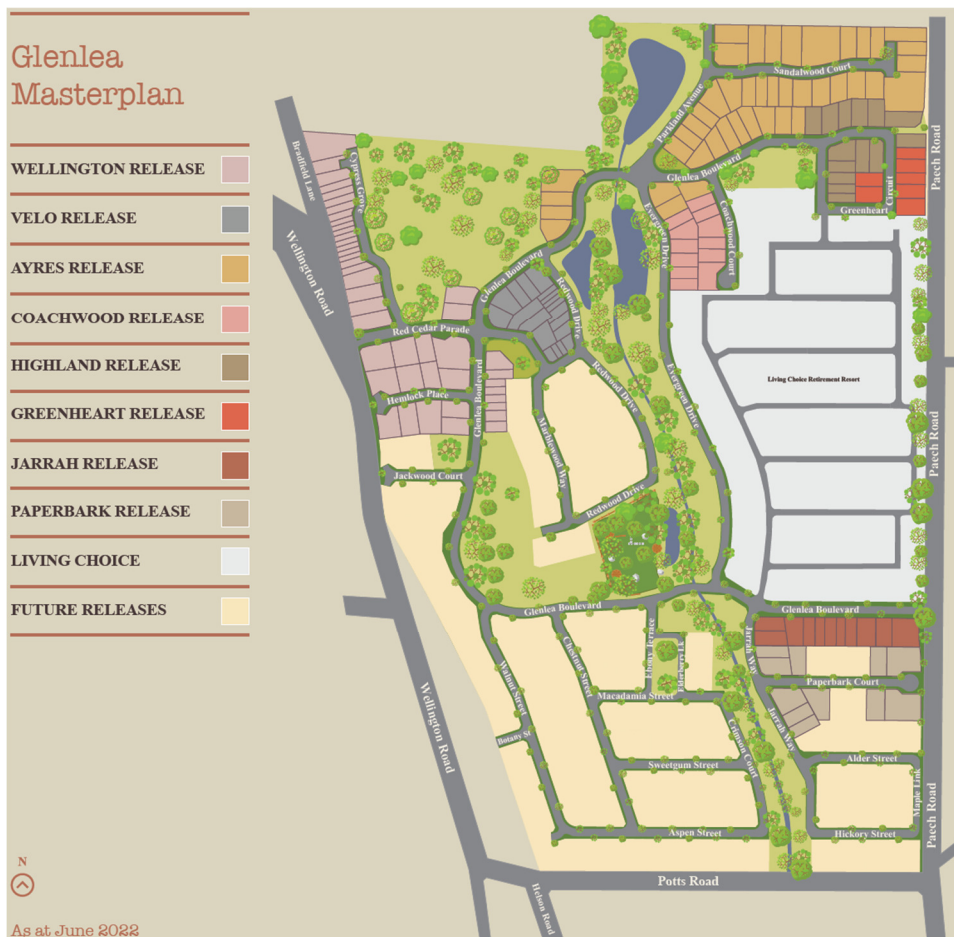 Glenlea
Masterplan
WELLINGTON RELEASE
VELO RELEASE
AYRES RELEASE
COACHWOOD RELEASE
HIGHLAND RELEASE
GREENHEART RELEASE
JARRAH RELEASE
PAPERBARK RELEASE
LIVING CHOICE
FUTURE RELEASES
N
As at June 2022
Sandalwood Court
Parkland Avenue
Paech Road
Bradfield Lane
Cypress Grove
Glenlea Boulevard
Circuit
Greenheart
Evergreen Drive
Coachwood Court
Wellington Road
Glenlea Boulevard
Redwood Drive
Red Cedar Parade
Living Choice Retirement Resort
Hemlock Place
Glenlea Boulevard
Redwood Drive
Evergreen Drive
Marblewood Way
Paech Road
Jackwood Court
Redwood Drive
Glenlea Boulevard
Glenlea Boulevard
Ebony Terrace
Elderberry Ln
Jarrah Way
Walnut Street
Chestnut Street
Paperbark Court
Macadamia Street
Wellington Road
Jarrah Way
Crimson Court
Botany St
Sweetgum Street
Alder Street
Maple Link
Paech Road
Aspen Street
Hickory Street
Potts Road
Helson Road